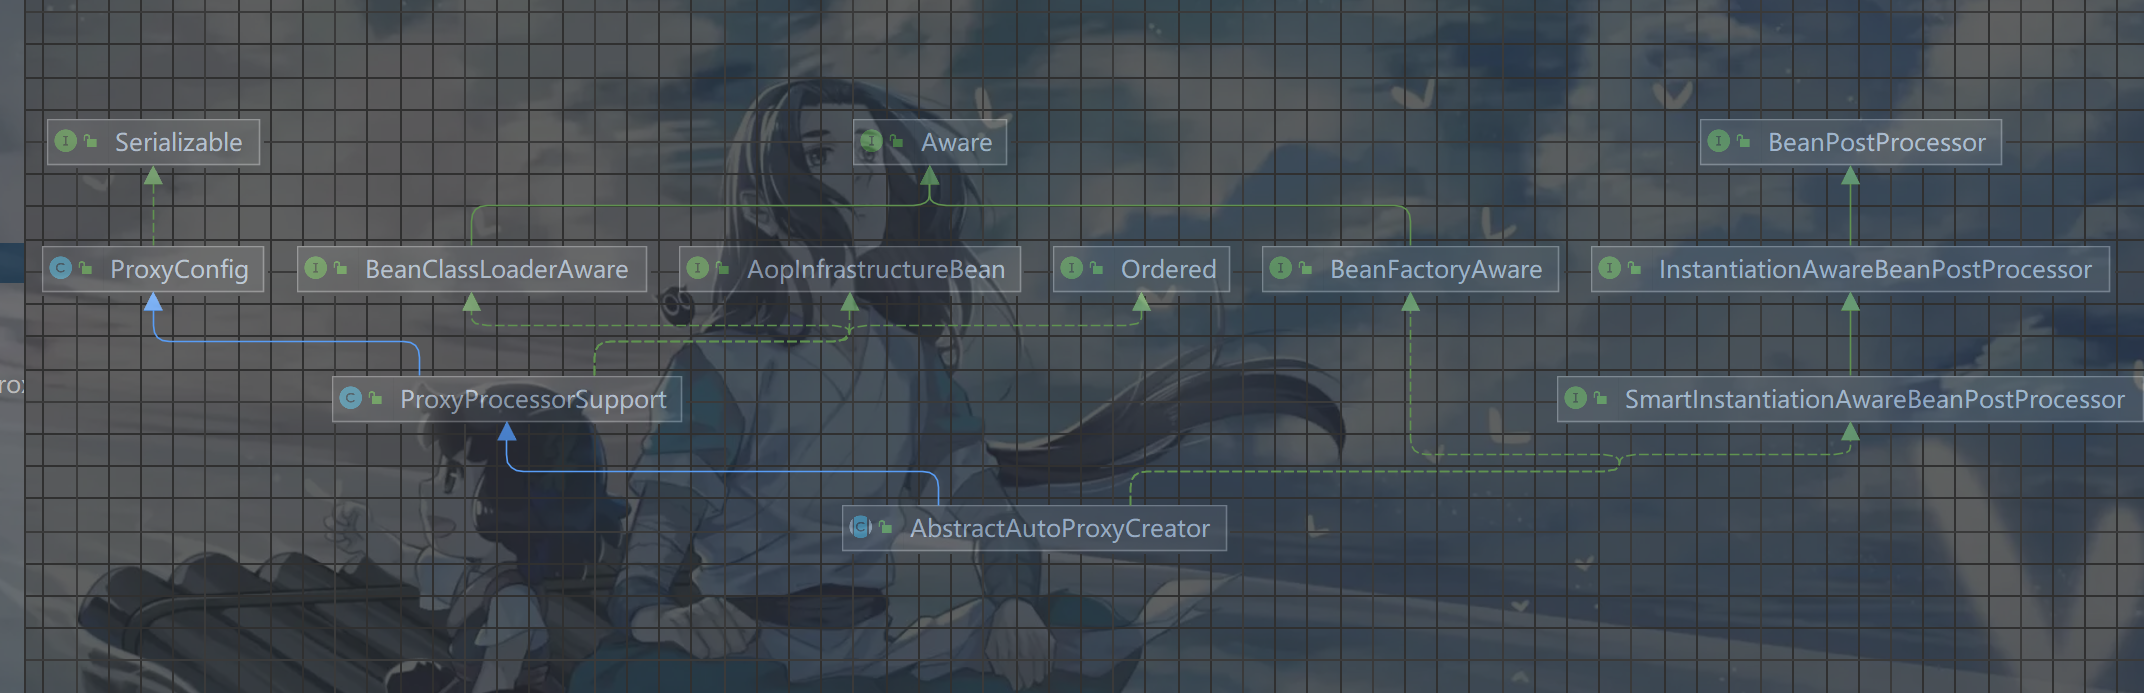 Serializable
Aware
BeanPostProcessor
ProxyConfig
BeanClassLoaderAware
AopInfrastructureBean
Ordered
BeanFactoryAware
InstantiationAwareBeanPostProcessor
ProxyProcessorSupport
SmartInstantiationAwareBeanPostProcessor
AbstractAutoProxyCreator